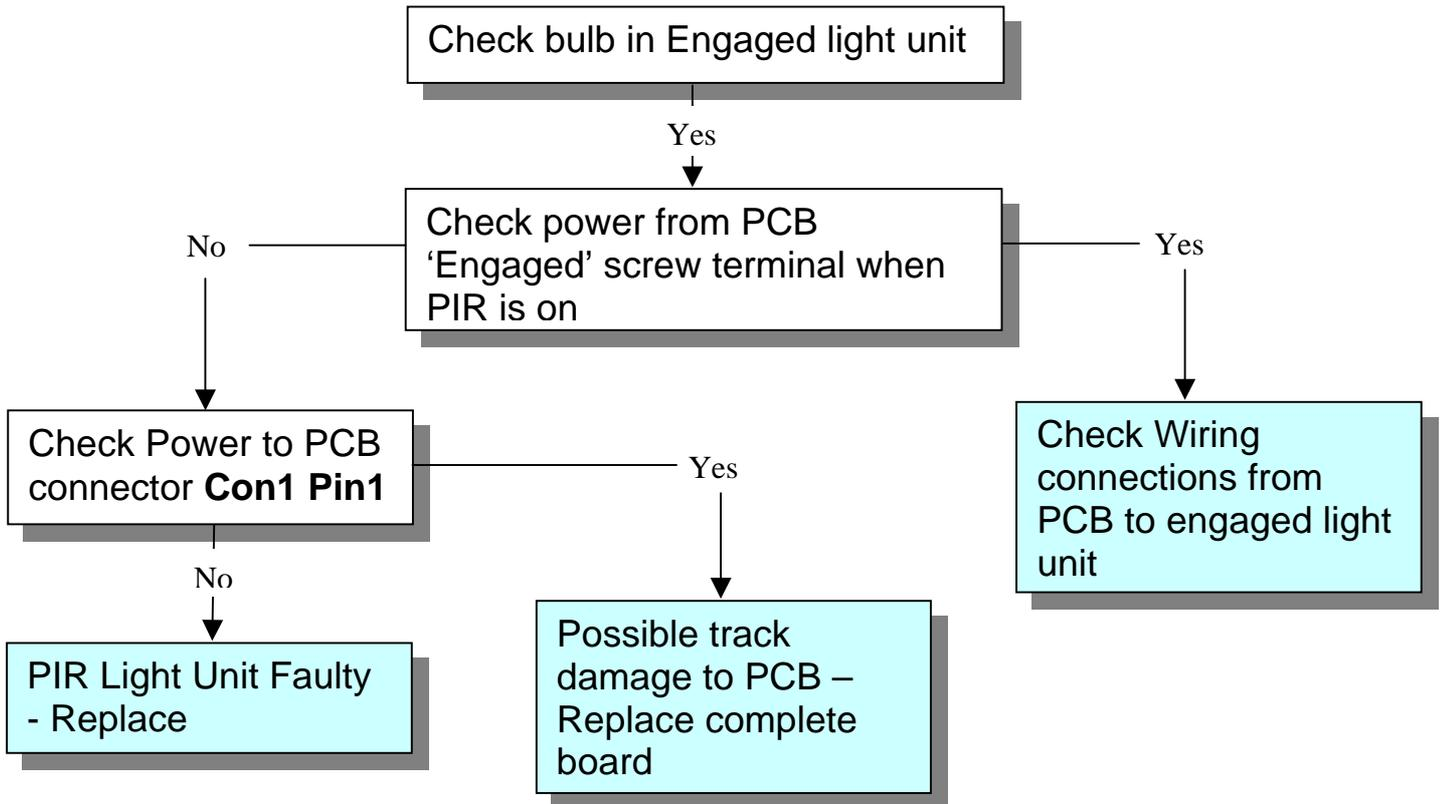 Check bulb in Engaged light unit
Yes
Check power from PCB
‘Engaged’ screw terminal when
PIR is on
No
Yes
Check Power to PCB
connector Con1 Pin1
Yes
Check Wiring
connections from
PCB to engaged light
unit
No
PIR Light Unit Faulty
- Replace
Possible track
damage to PCB –
Replace complete
board